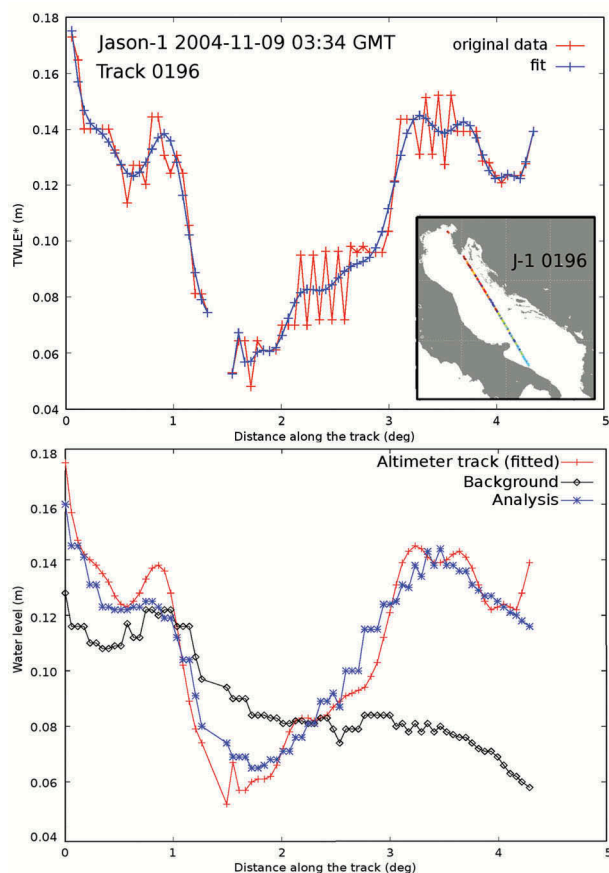 Jason-1 2004-11-09 03:34 GMT
Track 0196
original data
fit
TWLE* (m)
0.18
0.16
0.14
0.12
0.10
0.08
0.06
0.04
J-1 0196
0
1
2
3
4
5
Distance along the track (deg)
Altimeter track (fitted)
Background
Analysis
Water level (m)
0.18
0.16
0.14
0.12
0.10
0.08
0.06
0.04
0
1
2
3
4
5
Distance along the track (deg)